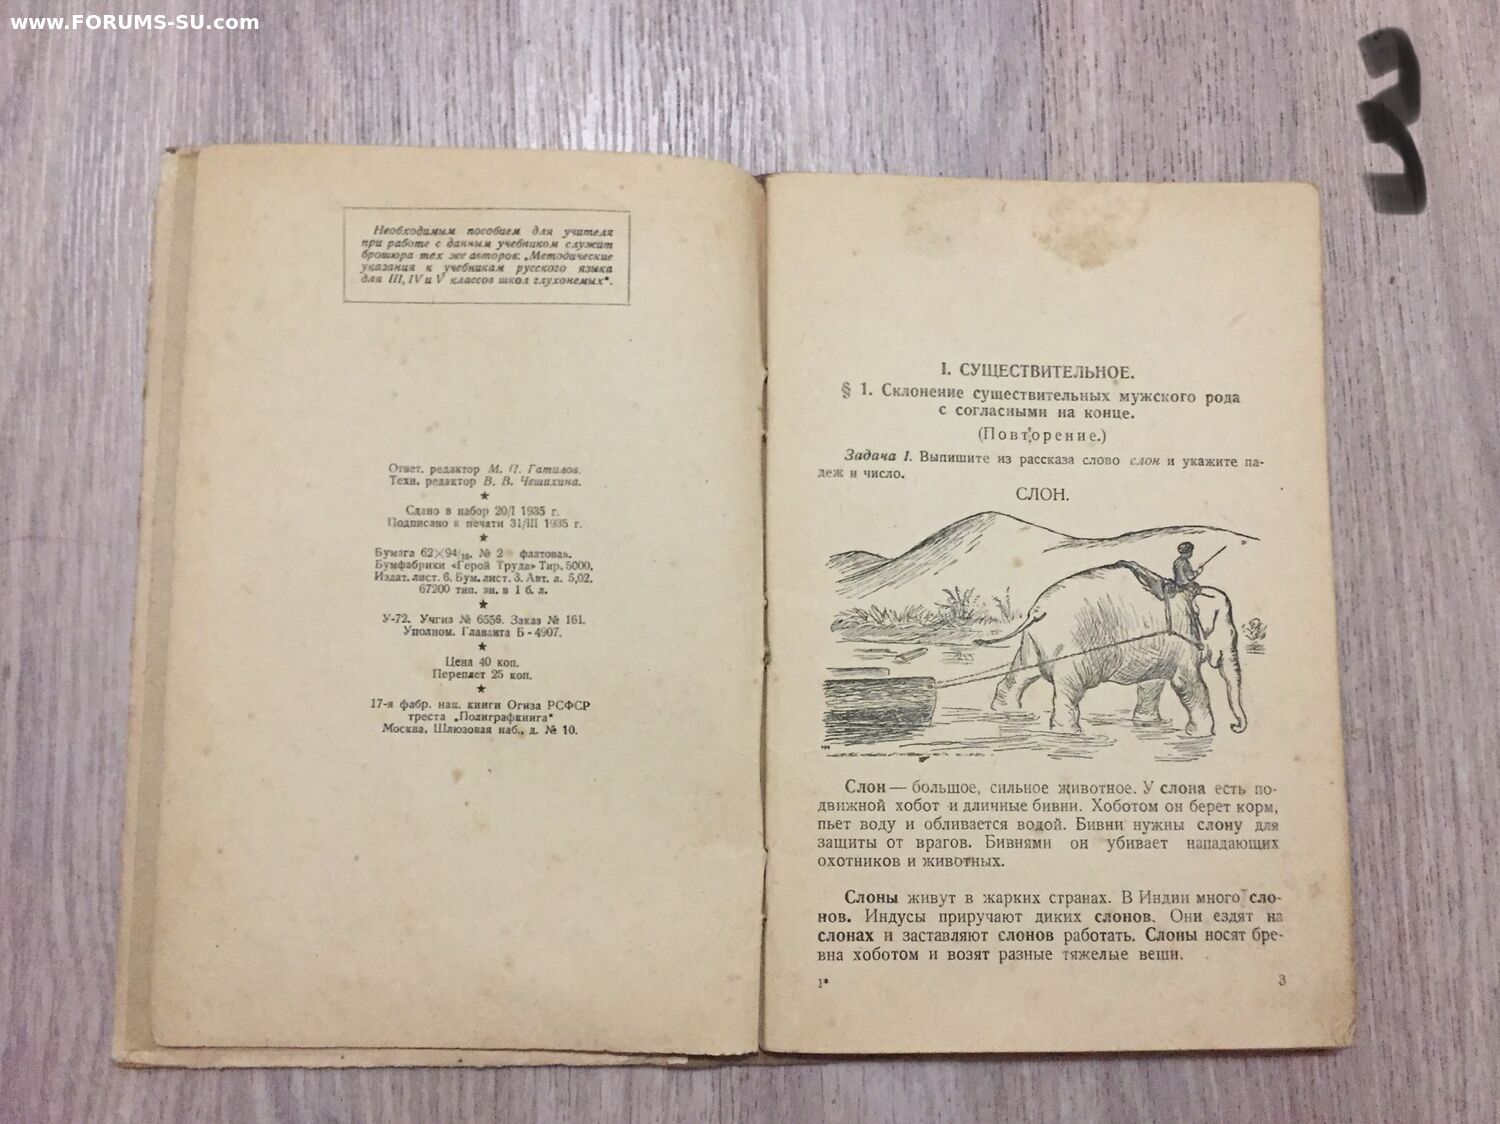 www.FORUMS-SU.com
Необходимым пособием для учителя
при работе с данным учебником служит
брошюра тех же авторов: „Методические
указания к учебникам русского языка
для III, IV и V классов школ глухонемых“.
Ответ. редактор М. П. Гатилов.
Техн. редактор В. В. Чешихина.
Сдано в набор 20/I 1935 г.
Подписано к печати 31/III 1935 г.
Бумага 62×94/16. № 2 флатовая.
Бумфабрики «Герой Труда» Тир. 5000.
Издат. лист. 6. Бум. лист. 3. Авт. л. 5,02.
67200 тип. зн. в 1 б. л.
У-72. Учгиз № 6556. Заказ № 161.
Уполном. Главлита Б - 4907.
Цена 40 коп.
Переплет 25 коп.
17-я фабр. нац. книги Огиза РСФСР
треста „Полиграфкнига“
Москва, Шлюзовая наб., д. № 10.
I. СУЩЕСТВИТЕЛЬНОЕ.
§ 1. Склонение существительных мужского рода
с согласными на конце.
(Повторение.)
Задача 1. Выпишите из рассказа слово слон и укажите па-
деж и число.
СЛОН.
Слон — большое, сильное животное. У слона есть по-
движной хобот и длинные бивни. Хоботом он берет корм,
пьет воду и обливается водой. Бивни нужны слону для
защиты от врагов. Бивнями он убивает нападающих
охотников и животных.
Слоны живут в жарких странах. В Индии много сло-
нов. Индусы приручают диких слонов. Они ездят на
слонах и заставляют слонов работать. Слоны носят бре-
вна хоботом и возят разные тяжелые вещи.
1*
3